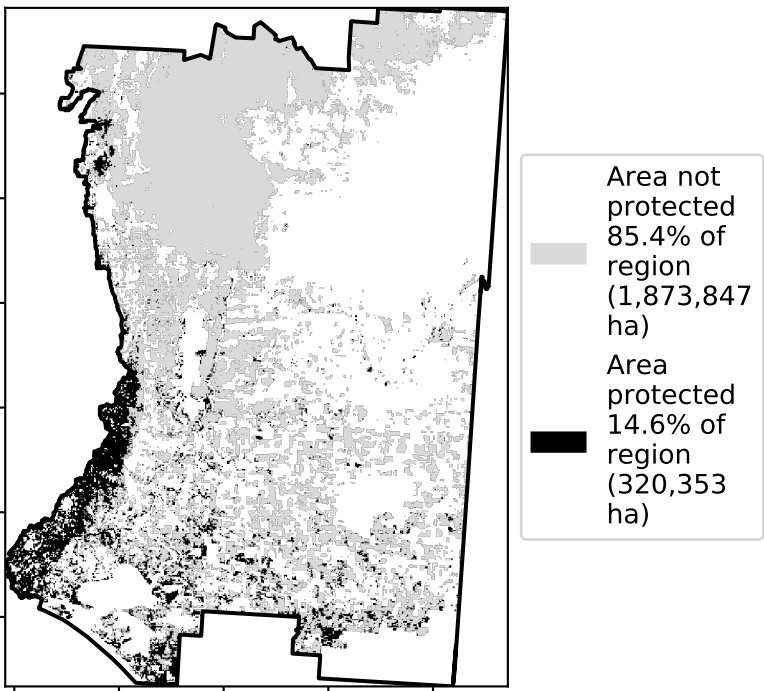 Area not
protected
85.4% of
region
(1,873,847
ha)
Area
protected
14.6% of
region
(320,353
ha)